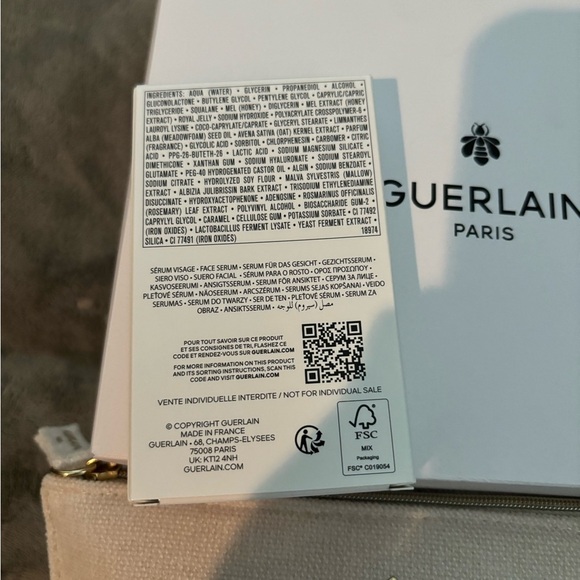 INGREDIENTS: AQUA (WATER) • GLYCERIN • PROPANEDIOL • ALCOHOL •
GLUCONOLACTONE • BUTYLENE GLYCOL • PENTYLENE GLYCOL • CAPRYLIC/CAPRIC
TRIGLYCERIDE • SQUALANE • MEL (HONEY) • DIGLYCERIN • MEL EXTRACT (HONEY
EXTRACT) • ROYAL JELLY • SODIUM HYDROXIDE • POLYACRYLATE CROSSPOLYMER-6 •
LAUROYL LYSINE • COCO-CAPRYLATE/CAPRATE • GLYCERYL STEARATE • LIMNANTHES
ALBA (MEADOWFOAM) SEED OIL • AVENA SATIVA (OAT) KERNEL EXTRACT • PARFUM
(FRAGRANCE) • GLYCOLIC ACID • SORBITOL • CHLORPHENESIN • CARBOMER • CITRIC
ACID • PPG-26-BUTETH-26 • LACTIC ACID • SODIUM MAGNESIUM SILICATE •
DIMETHICONE • XANTHAN GUM • SODIUM HYALURONATE • SODIUM STEAROYL
GLUTAMATE • PEG-40 HYDROGENATED CASTOR OIL • ALGIN • SODIUM BENZOATE •
SODIUM CITRATE • HYDROLYZED SOY FLOUR • MALVA SYLVESTRIS (MALLOW)
EXTRACT • ALBIZIA JULIBRISSIN BARK EXTRACT • TRISODIUM ETHYLENEDIAMINE
DISUCCINATE • HYDROXYACETOPHENONE • ADENOSINE • ROSMARINUS OFFICINALIS
(ROSEMARY) LEAF EXTRACT • POLYVINYL ALCOHOL • BIOSACCHARIDE GUM-2 •
CAPRYLYL GLYCOL • CARAMEL • CELLULOSE GUM • POTASSIUM SORBATE • CI 77492
(IRON OXIDES) • LACTOBACILLUS FERMENT LYSATE • YEAST FERMENT EXTRACT •
SILICA • CI 77491 (IRON OXIDES) 18974
SÉRUM VISAGE • FACE SERUM • SERUM FÜR DAS GESICHT • GEZICHTSSERUM •
SIERO VISO • SUERO FACIAL • SÉRUM PARA O ROSTO • ΟΡΟΣ ΠΡΟΣΩΠΟΥ •
KASVOSEERUMI • ANSIGTSSERUM • SERUM FÖR ANSIKTET • СЕРУМ ЗА ЛИЦЕ •
PLEŤOVÉ SÉRUM • NÄOSEERUM • ARCSZÉRUM • SERUMS SEJAS KOPŠANAI • VEIDO
SERUMAS • SERUM DO TWARZY • SER DE TEN • PLEŤOVÉ SÉRUM • SERUM ZA
OBRAZ • ANSIKTSSERUM • مصل (سيروم) للوجه
POUR TOUT SAVOIR SUR CE PRODUIT
ET SES CONSIGNES DE TRI, FLASHEZ CE
CODE ET RENDEZ-VOUS SUR GUERLAIN.COM
FOR MORE INFORMATION ON THIS PRODUCT
AND ITS SORTING INSTRUCTIONS, SCAN THIS
CODE AND VISIT GUERLAIN.COM
VENTE INDIVIDUELLE INTERDITE / NOT FOR INDIVIDUAL SALE
© COPYRIGHT GUERLAIN
MADE IN FRANCE
GUERLAIN • 68, CHAMPS-ELYSEES
75008 PARIS
UK: KT12 4NH
GUERLAIN.COM
FSC
MIX
Packaging
FSC® C019054
GUERLAIN
PARIS